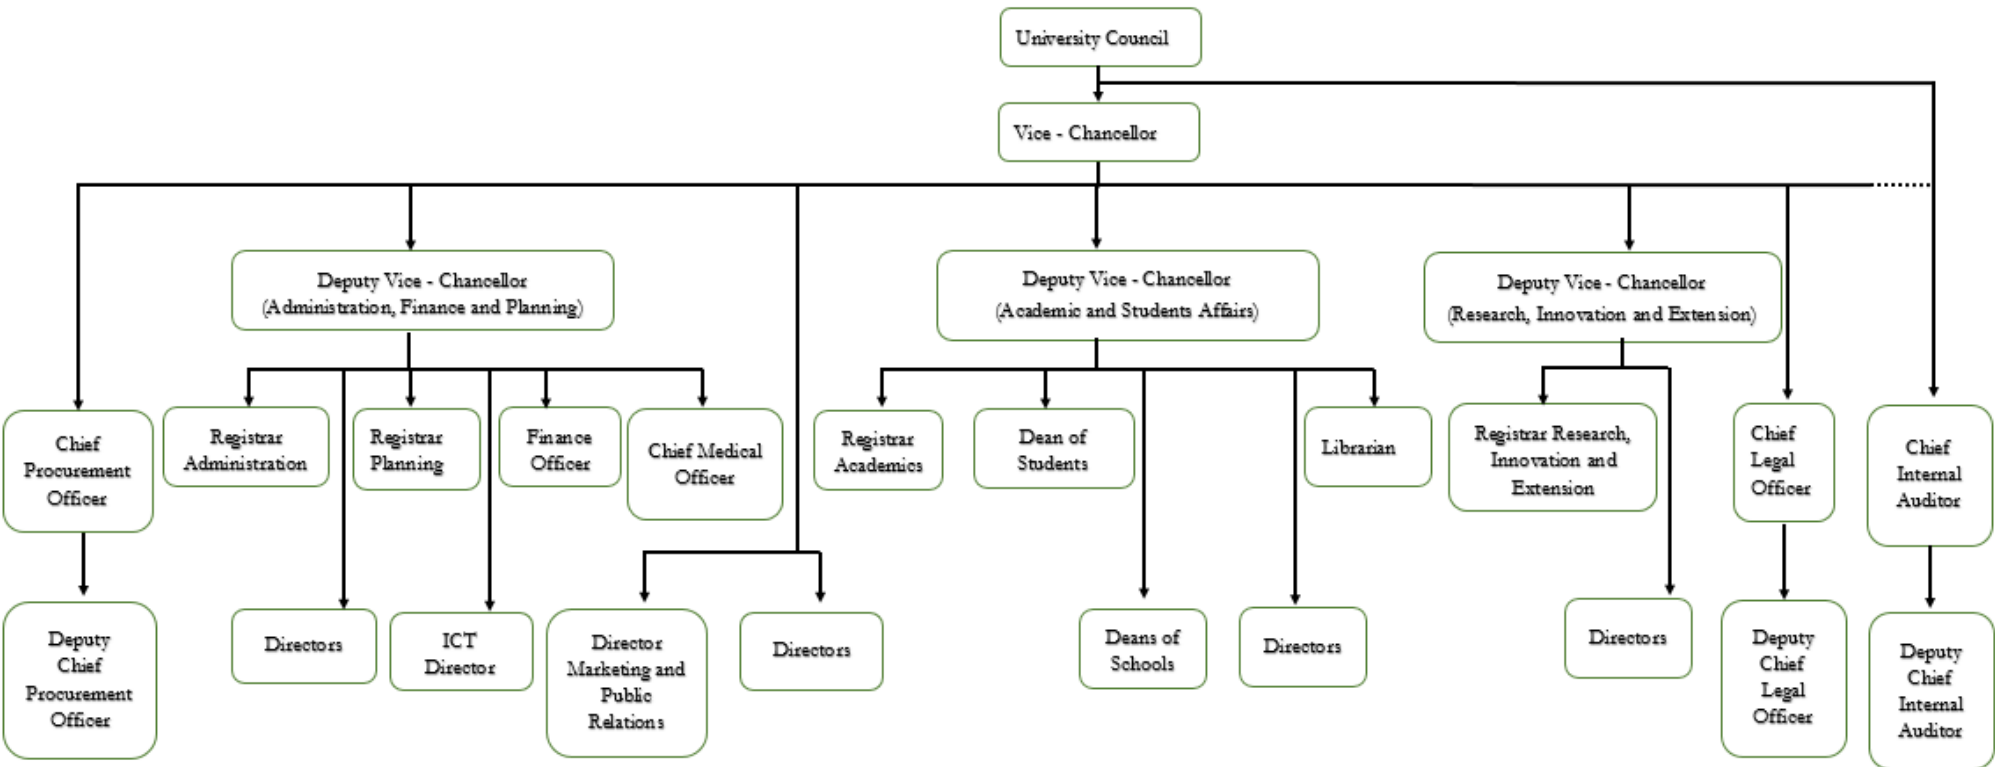 University Council
Vice - Chancellor
Deputy Vice - Chancellor
(Administration, Finance and Planning)
Deputy Vice - Chancellor
(Academic and Students Affairs)
Deputy Vice - Chancellor
(Research, Innovation and Extension)
Chief
Procurement
Officer
Registrar
Administration
Registrar
Planning
Finance
Officer
Chief Medical
Officer
Registrar
Academics
Dean of
Students
Librarian
Registrar Research,
Innovation and
Extension
Chief
Legal
Officer
Chief
Internal
Auditor
Deputy
Chief
Procurement
Officer
Directors
ICT
Director
Director
Marketing and
Public
Relations
Directors
Deans of
Schools
Directors
Directors
Deputy
Chief
Legal
Officer
Deputy
Chief
Internal
Auditor